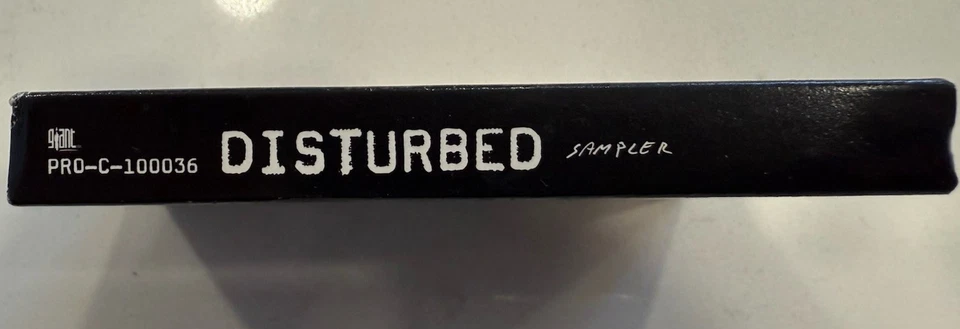 giant
PRO-C-100036
DISTURBED SAMPLER